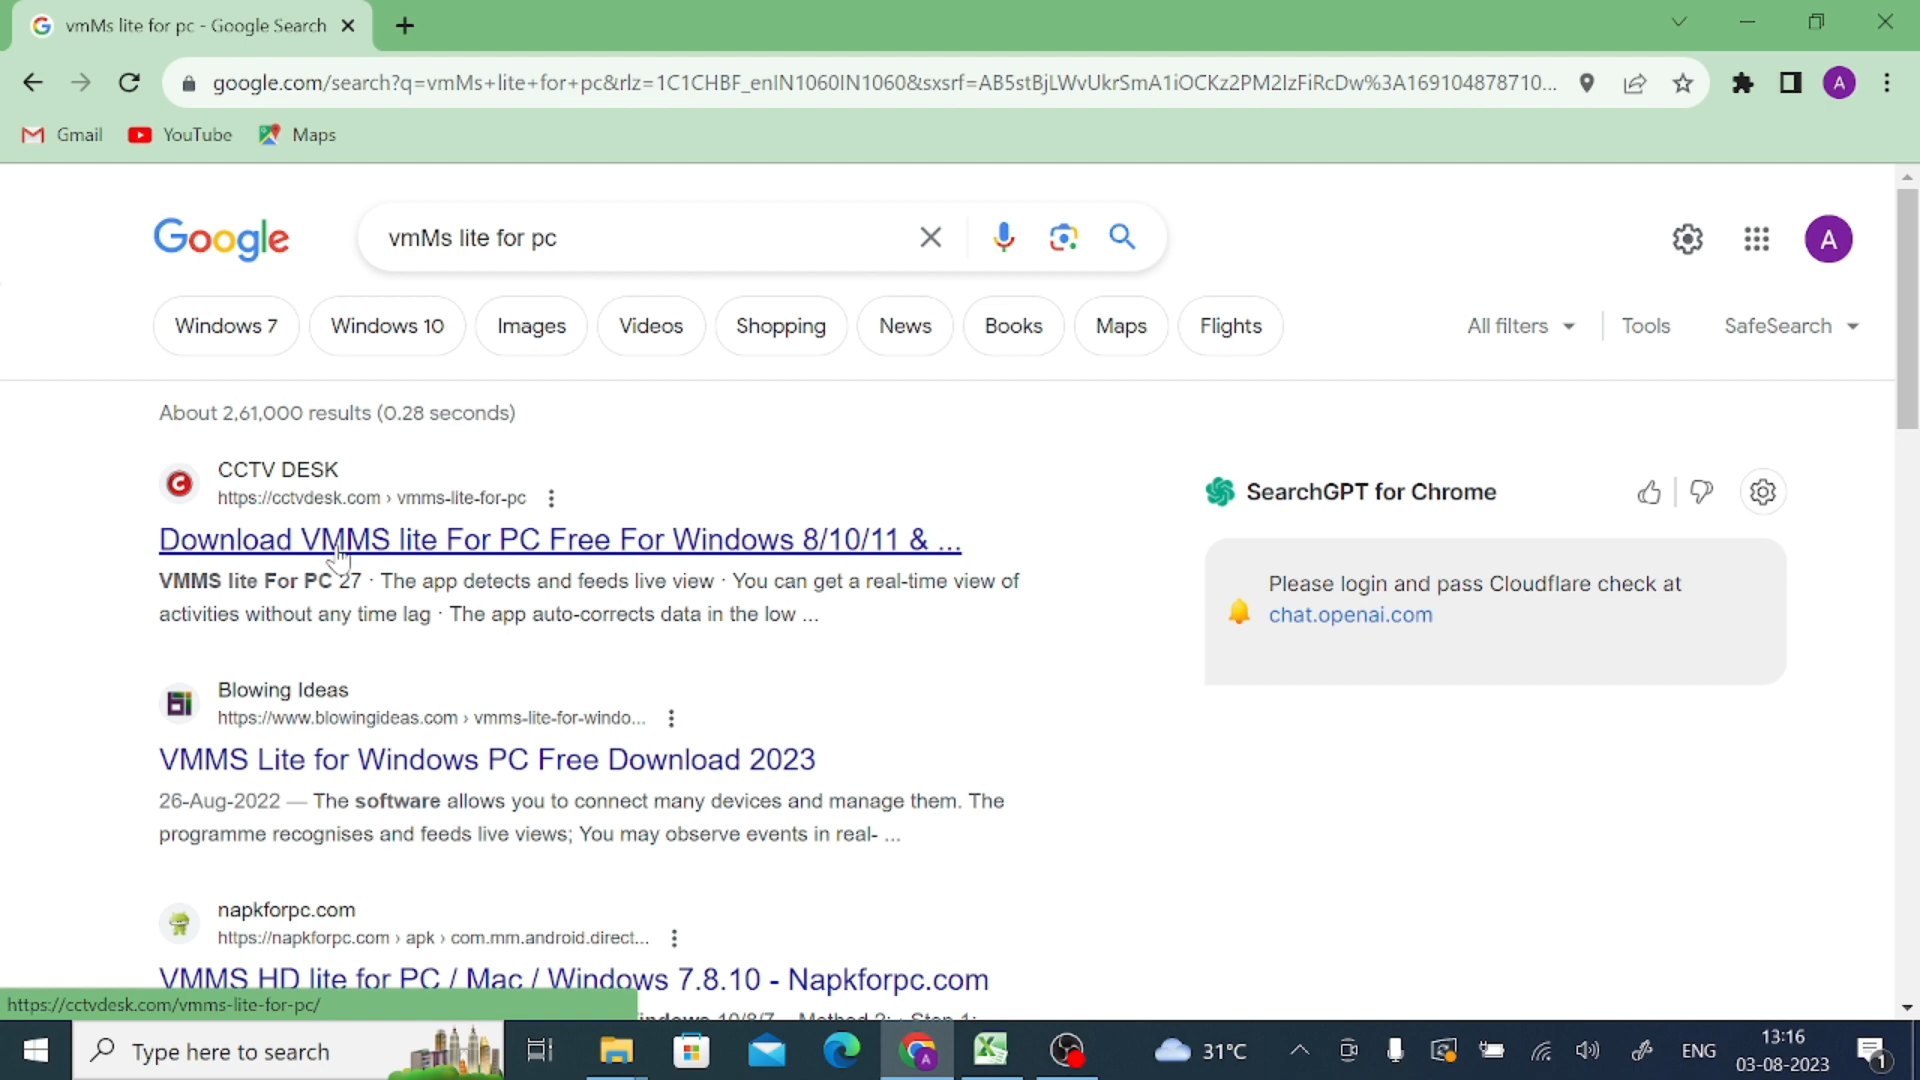 vmMs lite for pc - Google Search
google.com/search?q=vmMs+lite+for+pc&rlz=1C1CHBF_enIN1060IN1060&sxsrf=AB5stBjLWvUkrSmA1iOCKz2PM2IzFiRcDw%3A169104878710...
A
Gmail
YouTube
Maps
Google
vmMs lite for pc
A
Windows 7
Windows 10
Images
Videos
Shopping
News
Books
Maps
Flights
All filters
Tools
SafeSearch
About 2,61,000 results (0.28 seconds)
CCTV DESK
https://cctvdesk.com › vmms-lite-for-pc
Download VMMS lite For PC Free For Windows 8/10/11 & ...
VMMS lite For PC 27 · The app detects and feeds live view · You can get a real-time view of
activities without any time lag · The app auto-corrects data in the low ...
SearchGPT for Chrome
Please login and pass Cloudflare check at
chat.openai.com
Blowing Ideas
https://www.blowingideas.com › vmms-lite-for-windo...
VMMS Lite for Windows PC Free Download 2023
26-Aug-2022 — The software allows you to connect many devices and manage them. The
programme recognises and feeds live views; You may observe events in real- ...
napkforpc.com
https://napkforpc.com › apk › com.mm.android.direct...
VMMS HD lite for PC / Mac / Windows 7.8.10 - Napkforpc.com
https://cctvdesk.com/vmms-lite-for-pc/
Type here to search
31°C
ENG
13:16
03-08-2023
1